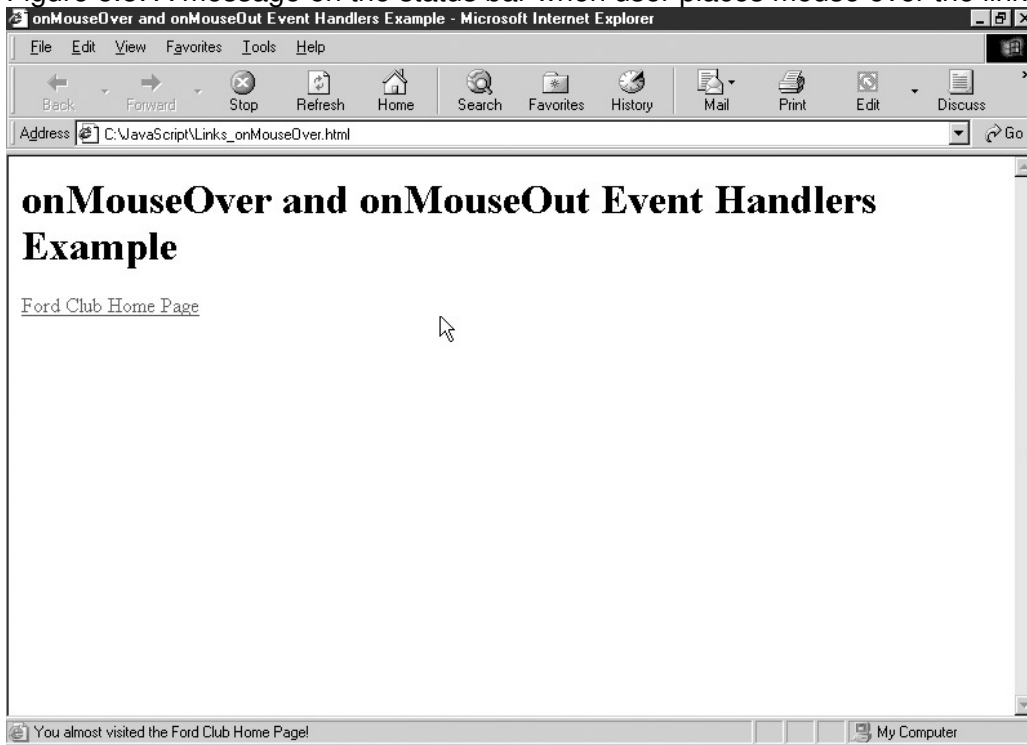 onMouseOver and onMouseOut Event Handlers Example - Microsoft Internet Explorer
File Edit View Favorites Tools Help
Back Forward Stop Refresh Home Search Favorites History Mail Print Edit Discuss
Address C:\JavaScript\Links_onMouseOver.html Go
onMouseOver and onMouseOut Event Handlers
Example
Ford Club Home Page
You almost visited the Ford Club Home Page! My Computer